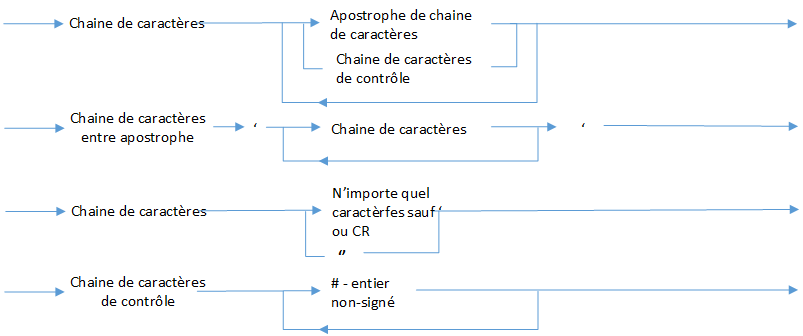 Chaine de caractères
Apostrophe de chaine
de caractères
Chaine de caractères
de contrôle
Chaine de caractères
entre apostrophe
‘
Chaine de caractères
‘
Chaine de caractères
N’importe quel
caractèrfes sauf ‘
ou CR
‘’
Chaine de caractères
de contrôle
# - entier
non-signé